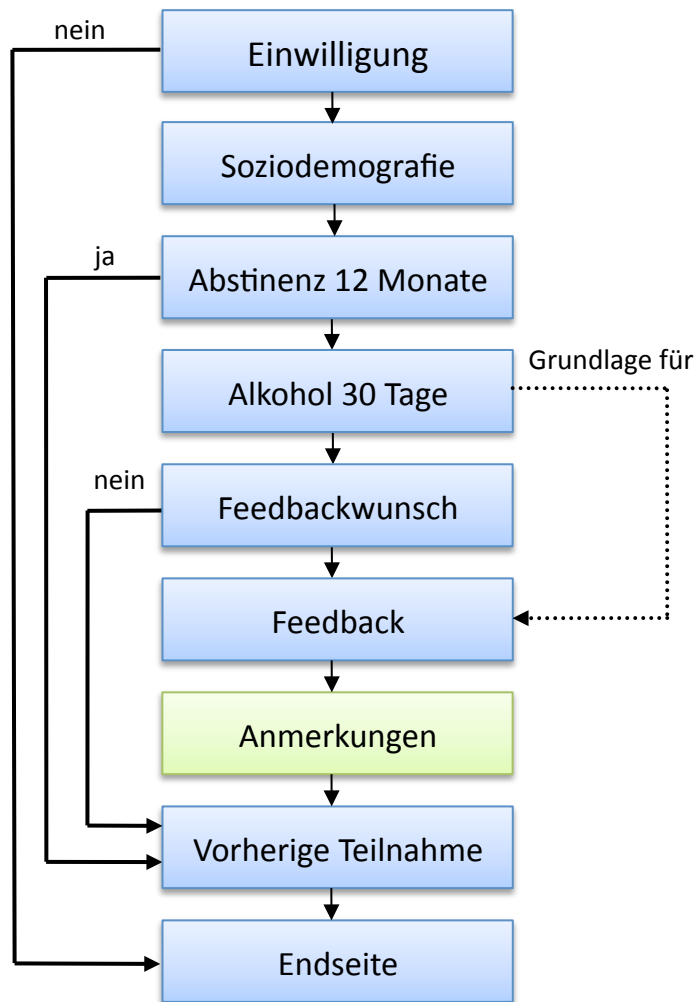 nein
Einwilligung
Soziodemografie
ja
Abstinenz 12 Monate
Grundlage für
Alkohol 30 Tage
nein
Feedbackwunsch
Feedback
Anmerkungen
Vorherige Teilnahme
Endseite